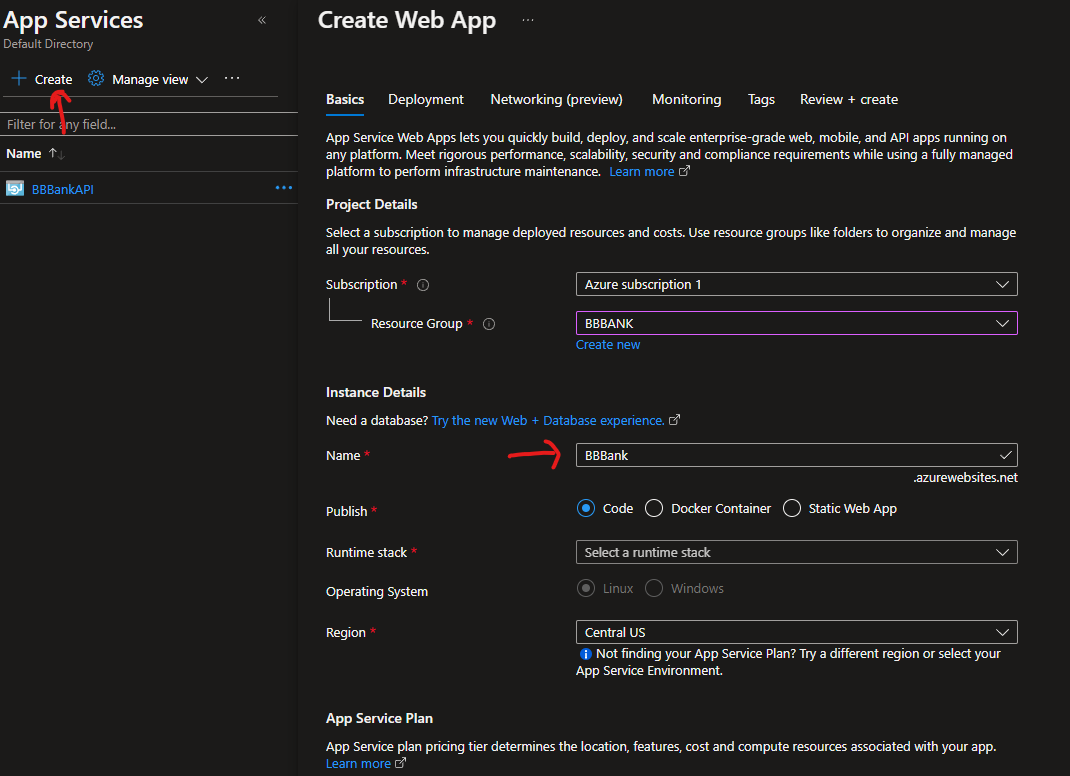 App Services
«
Default Directory
Create
Manage view
...
Filter for any field...
Name
BBBankAPI
...
Create Web App
...
Basics
Deployment
Networking (preview)
Monitoring
Tags
Review + create
App Service Web Apps lets you quickly build, deploy, and scale enterprise-grade web, mobile, and API apps running on
any platform. Meet rigorous performance, scalability, security and compliance requirements while using a fully managed
platform to perform infrastructure maintenance. Learn more
Project Details
Select a subscription to manage deployed resources and costs. Use resource groups like folders to organize and manage
all your resources.
Subscription *
Azure subscription 1
Resource Group *
BBBANK
Create new
Instance Details
Need a database? Try the new Web + Database experience.
Name *
BBBank
.azurewebsites.net
Publish *
Code
Docker Container
Static Web App
Runtime stack *
Select a runtime stack
Operating System
Linux
Windows
Region *
Central US
Not finding your App Service Plan? Try a different region or select your
App Service Environment.
App Service Plan
App Service plan pricing tier determines the location, features, cost and compute resources associated with your app.
Learn more